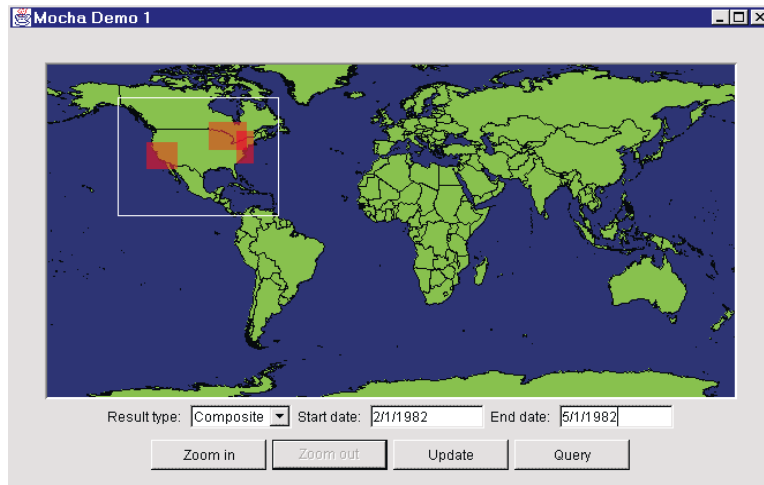 Mocha Demo 1
Result type: Composite Start date: 2/1/1982 End date: 5/1/1982
Zoom in Zoom out Update Query